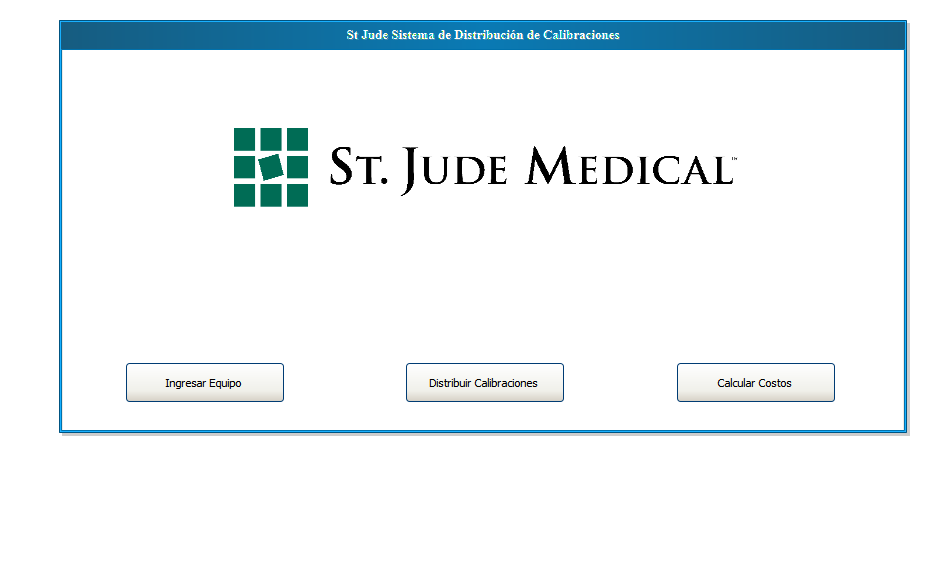 St Jude Sistema de Distribución de Calibraciones
ST. JUDE MEDICAL™
Ingresar Equipo
Distribuir Calibraciones
Calcular Costos